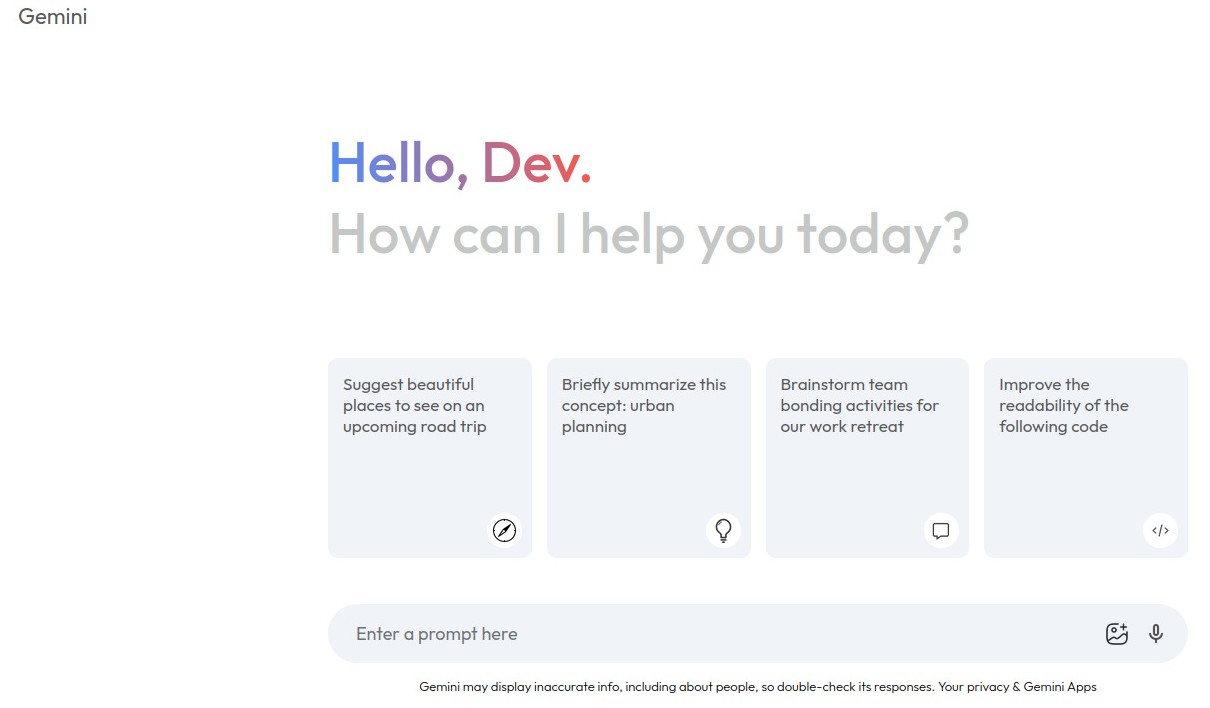 Gemini
Hello, Dev.
How can I help you today?
Suggest beautiful
places to see on an
upcoming road trip
Briefly summarize this
concept: urban
planning
Brainstorm team
bonding activities for
our work retreat
Improve the
readability of the
following code
Enter a prompt here
Gemini may display inaccurate info, including about people, so double-check its responses. Your privacy & Gemini Apps